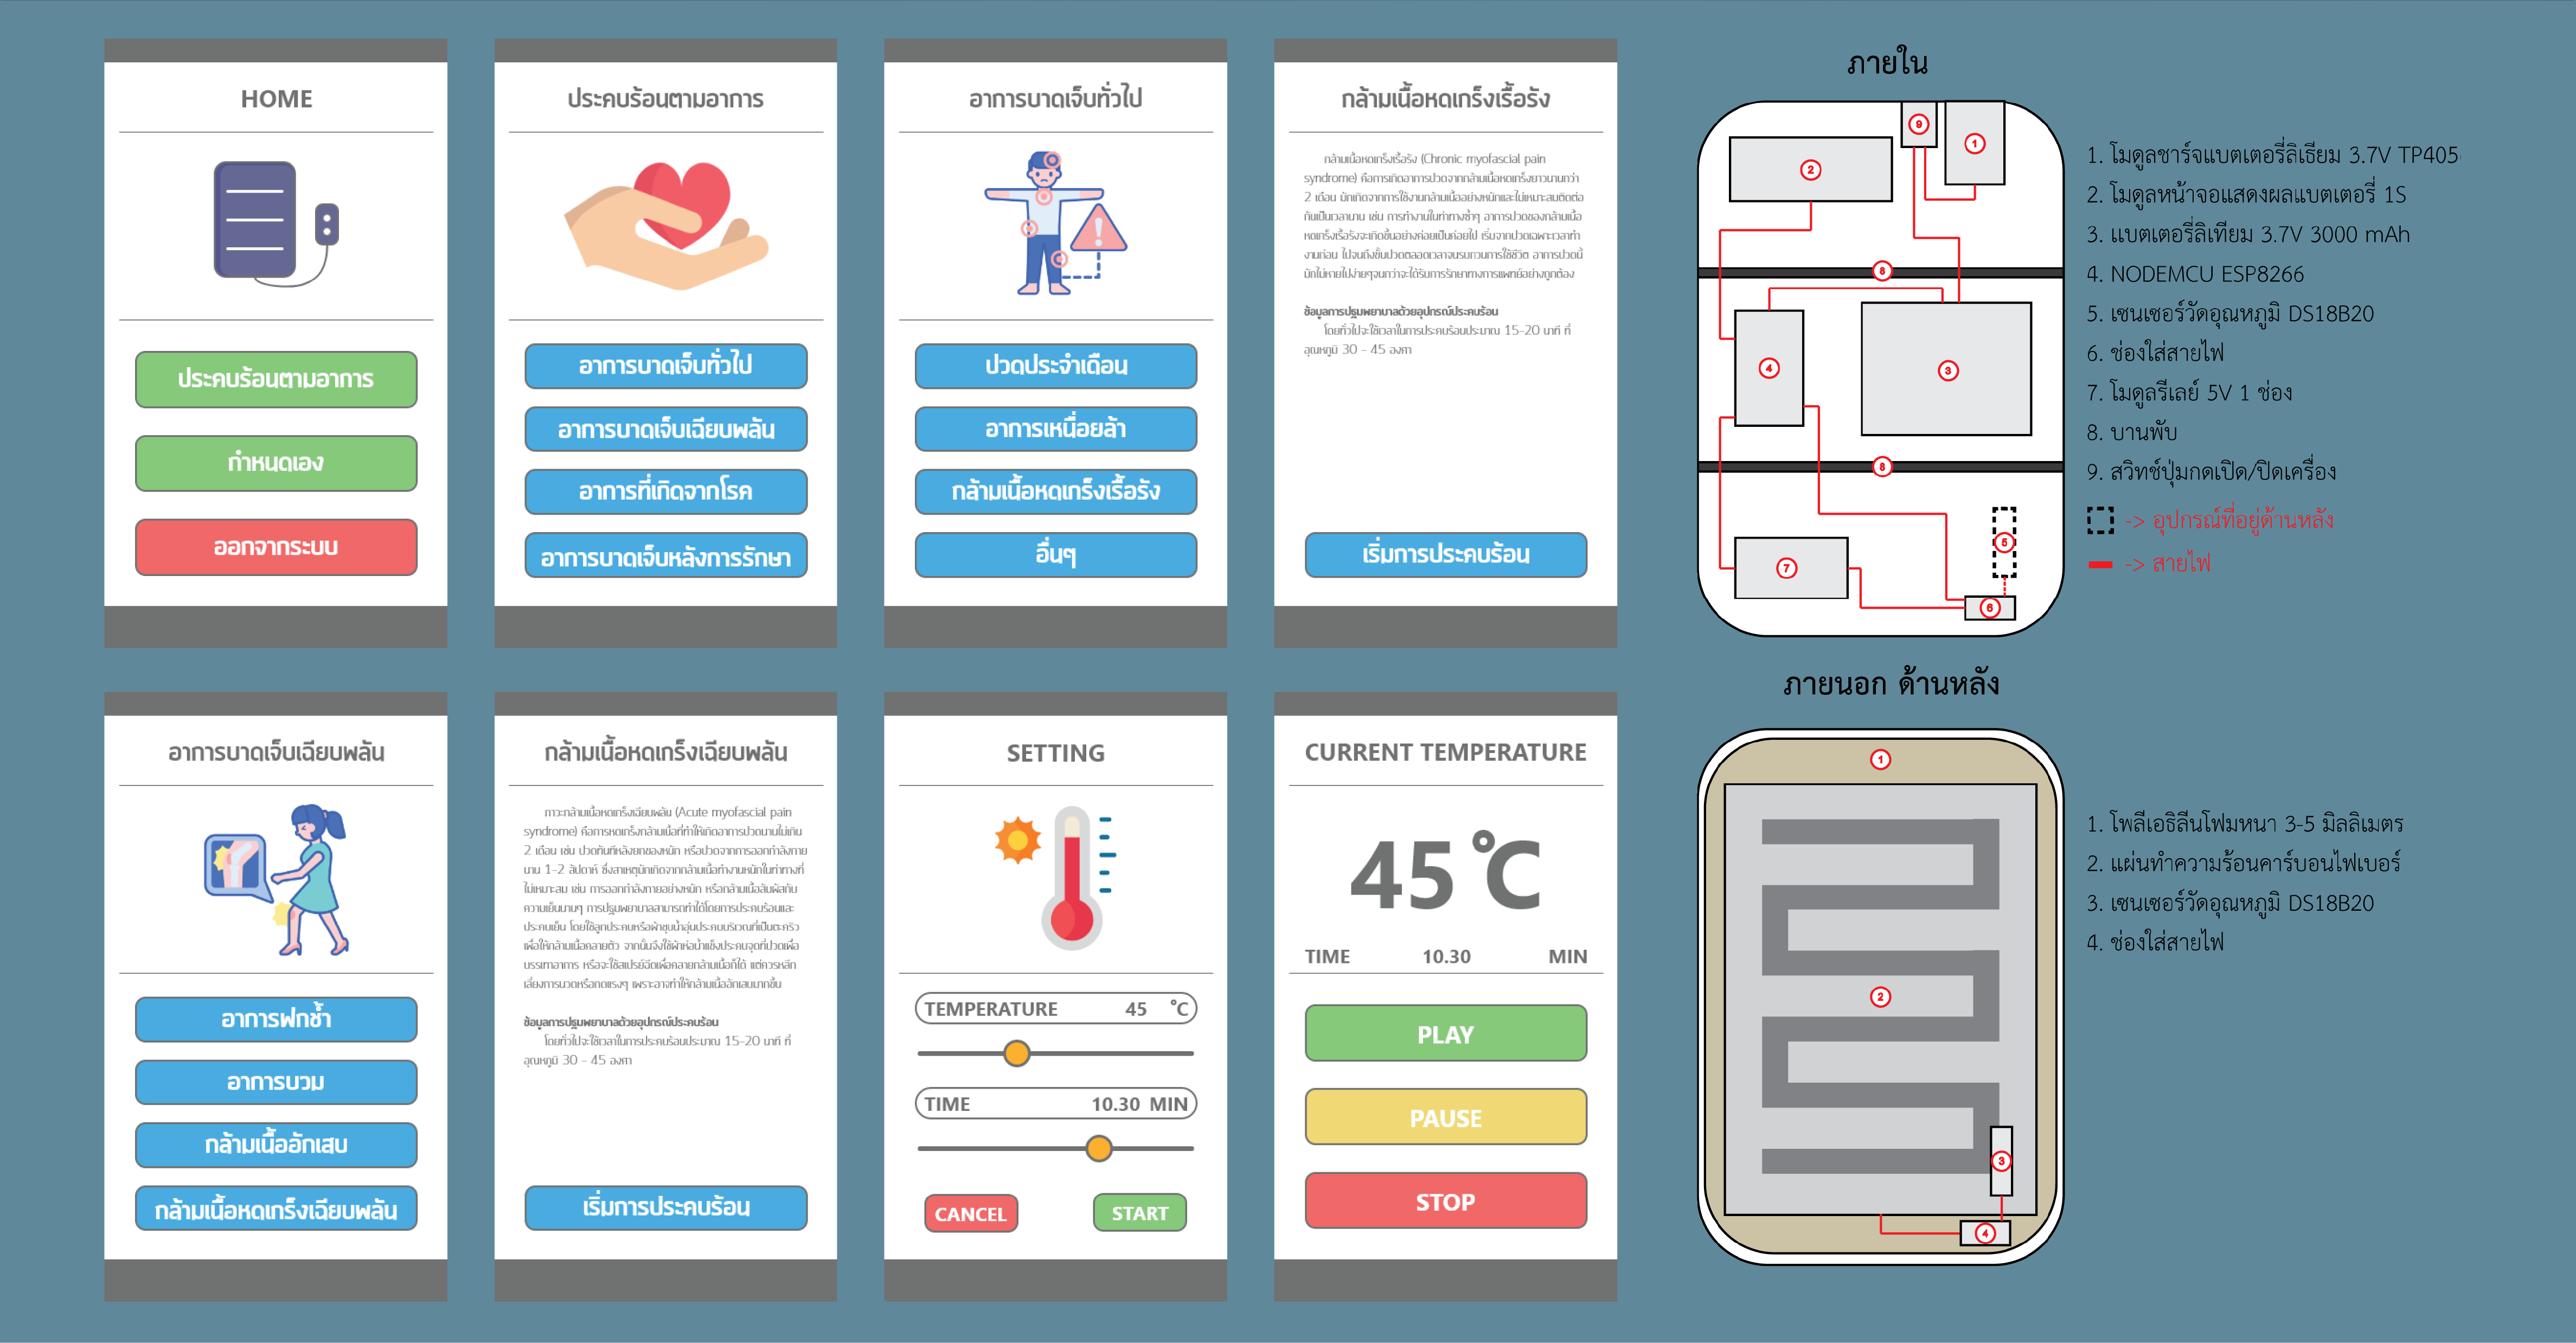 HOME
ประคบร้อนตามอาการ
กำหนดเอง
ออกจากระบบ
ประคบร้อนตามอาการ
อาการบาดเจ็บทั่วไป
อาการบาดเจ็บเฉียบพลัน
อาการที่เกิดจากโรค
อาการบาดเจ็บหลังการรักษา
อาการบาดเจ็บทั่วไป
ปวดประจำเดือน
อาการเหนื่อยล้า
กล้ามเนื้อหดเกร็งเรื้อรัง
อื่นๆ
กล้ามเนื้อหดเกร็งเรื้อรัง
กล้ามเนื้อหดเกร็งเรื้อรัง (Chronic myofascial pain
syndrome) คือการเกิดอาการปวดจากกล้ามเนื้อหดเกร็งยาวนานกว่า
2 เดือน มักเกิดจากการใช้งานกล้ามเนื้ออย่างหนักและไม่เหมาะสมติดต่อ
กันเป็นเวลานาน เช่น การทำงานในท่าทางซ้ำๆ อาการปวดของกล้ามเนื้อ
หดเกร็งเรื้อรังจะเกิดขึ้นอย่างค่อยเป็นค่อยไป เริ่มจากปวดเฉพาะเวลาทำ
งานก่อน ไปจนถึงขั้นปวดตลอดเวลาจนรบกวนการใช้ชีวิต อาการปวดนี้
มักไม่หายไปง่ายๆจนกว่าจะได้รับการรักษาทางการแพทย์อย่างถูกต้อง
ข้อมูลการปฐมพยาบาลด้วยอุปกรณ์ประคบร้อน
โดยทั่วไปจะใช้เวลาในการประคบร้อนประมาณ 15-20 นาที ที่
อุณหภูมิ 30 - 45 องศา
เริ่มการประคบร้อน
ภายใน
9
1
2
8
4
3
8
5
7
6
1. โมดูลชาร์จแบตเตอรี่ลิเธียม 3.7V TP405
2. โมดูลหน้าจอแสดงผลแบตเตอรี่ 1S
3. แบตเตอรี่ลิเทียม 3.7V 3000 mAh
4. NODEMCU ESP8266
5. เซนเซอร์วัดอุณหภูมิ DS18B20
6. ช่องใส่สายไฟ
7. โมดูลรีเลย์ 5V 1 ช่อง
8. บานพับ
9. สวิทช์ปุ่มกดเปิด/ปิดเครื่อง
-> อุปกรณ์ที่อยู่ด้านหลัง
-> สายไฟ
อาการบาดเจ็บเฉียบพลัน
อาการฟกช้ำ
อาการบวม
กล้ามเนื้ออักเสบ
กล้ามเนื้อหดเกร็งเฉียบพลัน
กล้ามเนื้อหดเกร็งเฉียบพลัน
ภาวะกล้ามเนื้อหดเกร็งเฉียบพลัน (Acute myofascial pain
syndrome) คือการหดเกร็งกล้ามเนื้อที่ทำให้เกิดอาการปวดนานไม่เกิน
2 เดือน เช่น ปวดทันทีหลังยกของหนัก หรือปวดจากการออกกำลังกาย
นาน 1-2 สัปดาห์ ซึ่งสาเหตุมักเกิดจากกล้ามเนื้อทำงานหนักในท่าทางที่
ไม่เหมาะสม เช่น การออกกำลังกายอย่างหนัก หรือกล้ามเนื้อสัมผัสกับ
ความเย็นนานๆ การปฐมพยาบาลสามารถทำได้โดยการประคบร้อนและ
ประคบเย็น โดยใช้ลูกประคบหรือผ้าชุบน้ำอุ่นประคบบริเวณที่เป็นตะคริว
เพื่อให้กล้ามเนื้อคลายตัว จากนั้นจึงใช้ผ้าห่อน้ำแข็งประคบจุดที่ปวดเพื่อ
บรรเทาอาการ หรือจะใช้สเปรย์ฉีดเพื่อคลายกล้ามเนื้อก็ได้ แต่ควรหลีก
เลี่ยงการนวดหรือกดแรงๆ เพราะอาจทำให้กล้ามเนื้ออักเสบมากขึ้น
ข้อมูลการปฐมพยาบาลด้วยอุปกรณ์ประคบร้อน
โดยทั่วไปจะใช้เวลาในการประคบร้อนประมาณ 15-20 นาที ที่
อุณหภูมิ 30 - 45 องศา
เริ่มการประคบร้อน
SETTING
TEMPERATURE 45 °C
TIME 10.30 MIN
CANCEL START
CURRENT TEMPERATURE
45 °C
TIME 10.30 MIN
PLAY
PAUSE
STOP
ภายนอก ด้านหลัง
1
2
3
4
1. โพลีเอธิลีนโฟมหนา 3-5 มิลลิเมตร
2. แผ่นทำความร้อนคาร์บอนไฟเบอร์
3. เซนเซอร์วัดอุณหภูมิ DS18B20
4. ช่องใส่สายไฟ